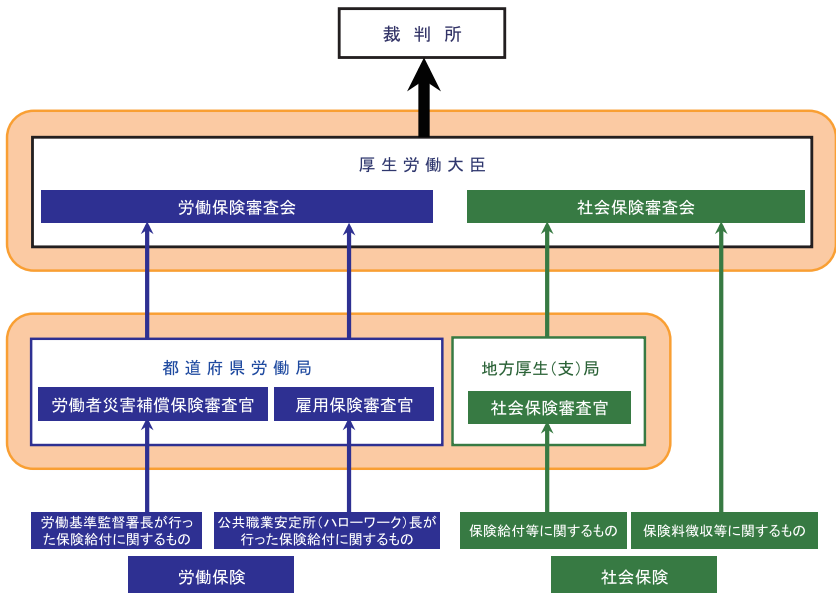 裁判所
厚生労働大臣
労働保険審査会
社会保険審査会
都道府県労働局
地方厚生(支)局
労働者災害補償保険審査官
雇用保険審査官
社会保険審査官
労働基準監督署長が行っ
た保険給付に関するもの
公共職業安定所(ハローワーク)長が
行った保険給付に関するもの
保険給付等に関するもの
保険料徴収等に関するもの
労働保険
社会保険